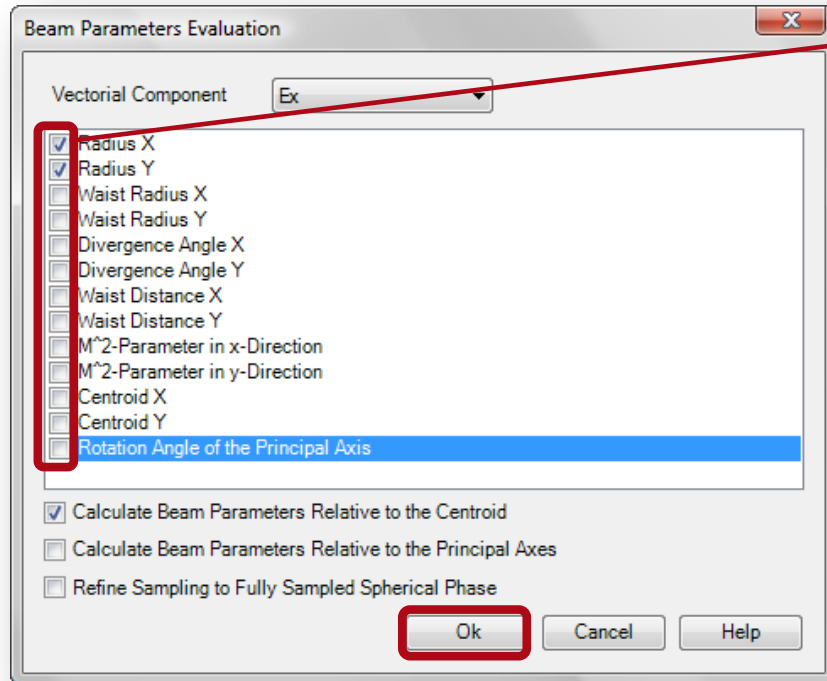 Beam Parameters Evaluation
Vectorial Component Ex
Radius X
Radius Y
Waist Radius X
Waist Radius Y
Divergence Angle X
Divergence Angle Y
Waist Distance X
Waist Distance Y
M^2-Parameter in x-Direction
M^2-Parameter in y-Direction
Centroid X
Centroid Y
Rotation Angle of the Principal Axis
Calculate Beam Parameters Relative to the Centroid
Calculate Beam Parameters Relative to the Principal Axes
Refine Sampling to Fully Sampled Spherical Phase
Ok Cancel Help